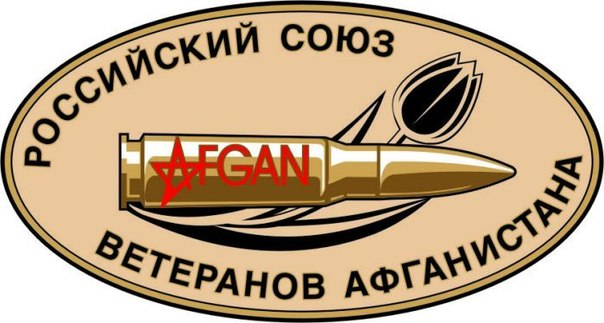 РОССИЙСКИЙ СОЮЗ
AFGAN
ВЕТЕРАНОВ АФГАНИСТАНА